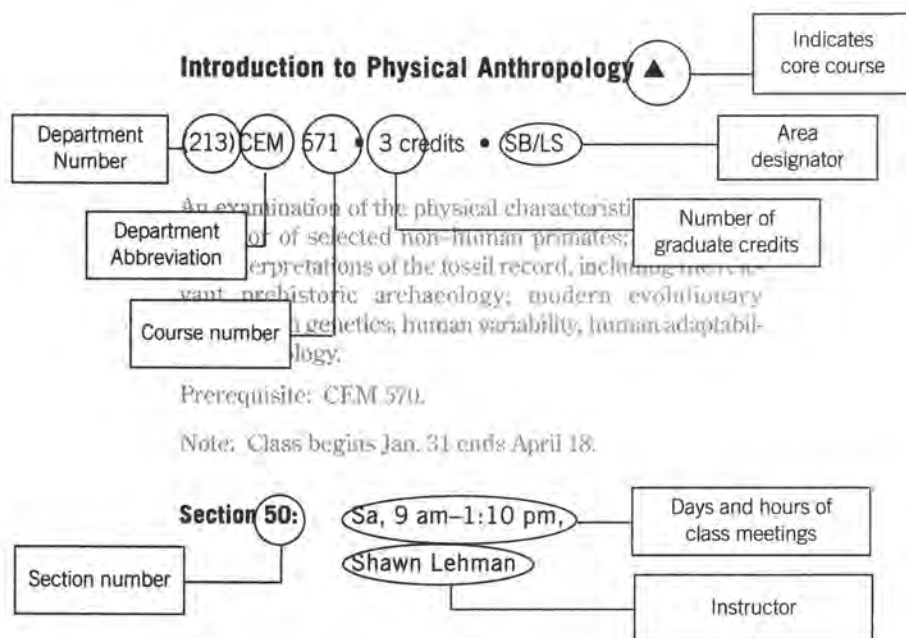 Indicates
core course
Introduction to Physical Anthropology ▲
Department
Number
(213) CEM 571 • 3 credits • SB/LS
Area
designator
An examination of the physical characteristi
Department
Abbreviation
or of selected non-human primates;
Number of
graduate credits
erpretations of the fossil record, including
vant prehistoric archaeology; modern evolutionary
Course number
genetics, human variability, human adaptabil-
ology.
Prerequisite: CEM 570.
Note: Class begins Jan. 31 ends April 18.
Section 50:
Sa, 9 am–1:10 pm,
Days and hours of
class meetings
Shawn Lehman
Section number
Instructor